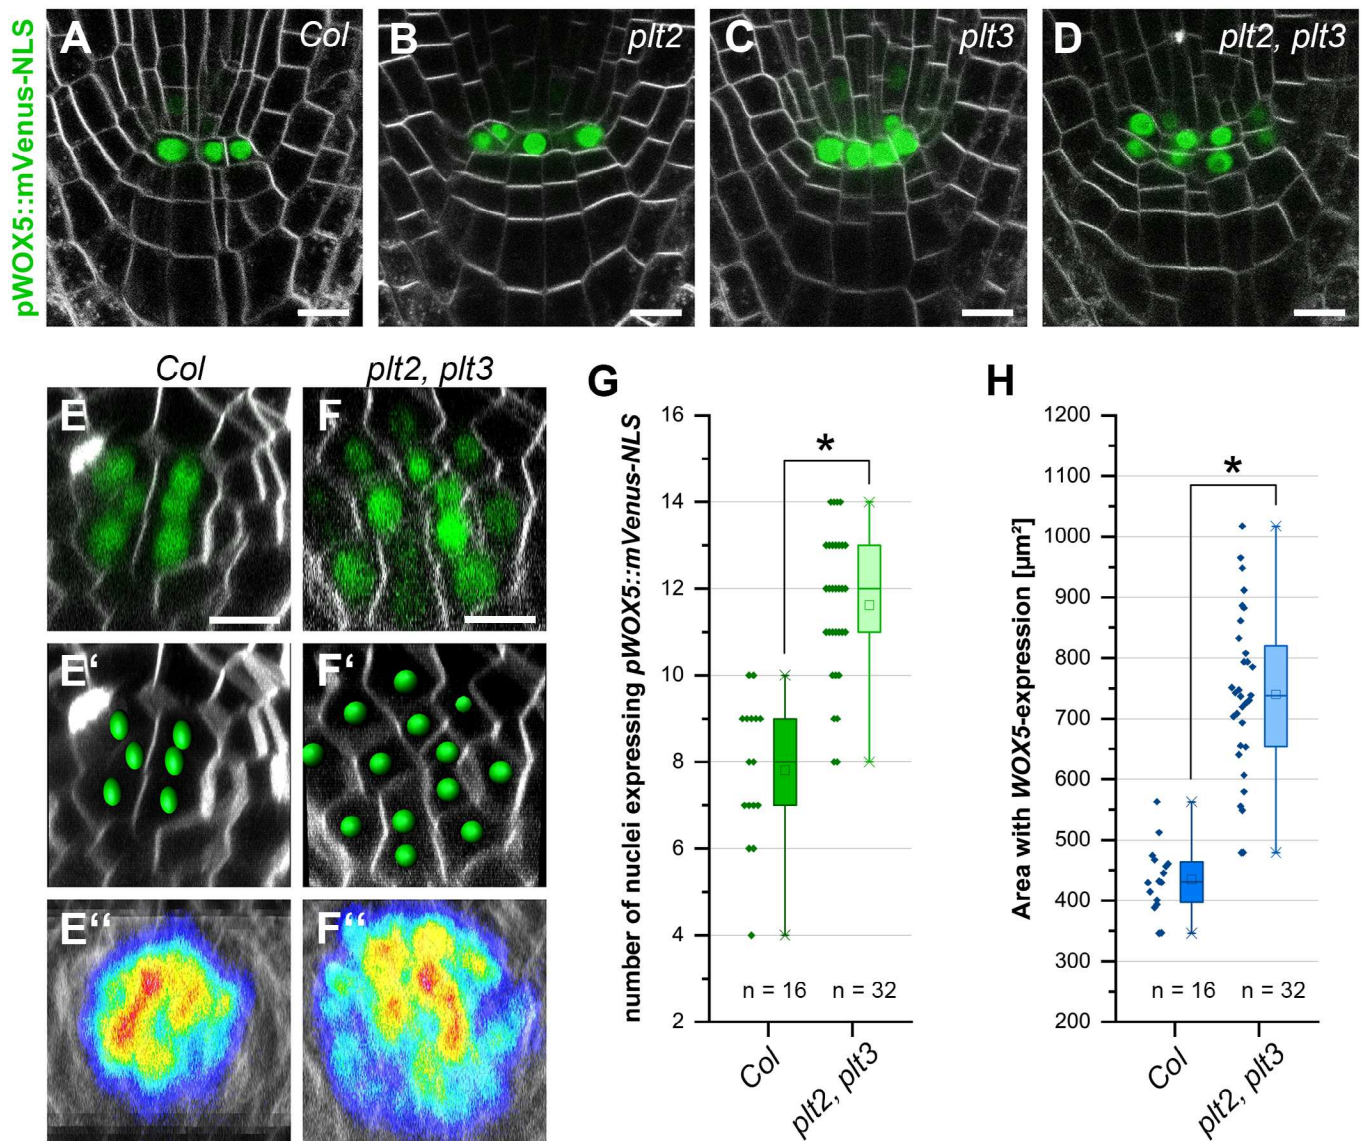 pWOX5::mVenus-NLS
A Col
B plt2
C plt3
D plt2, plt3
Col
plt2, plt3
E
F
E‘
F‘
E‘‘
F‘‘
G
number of nuclei expressing pWOX5::mVenus-NLS
16
14
12
10
8
6
4
2
*
n = 16
n = 32
Col
plt2, plt3
H
Area with WOX5-expression [µm²]
1200
1100
1000
900
800
700
600
500
400
300
200
*
n = 16
n = 32
Col
plt2, plt3